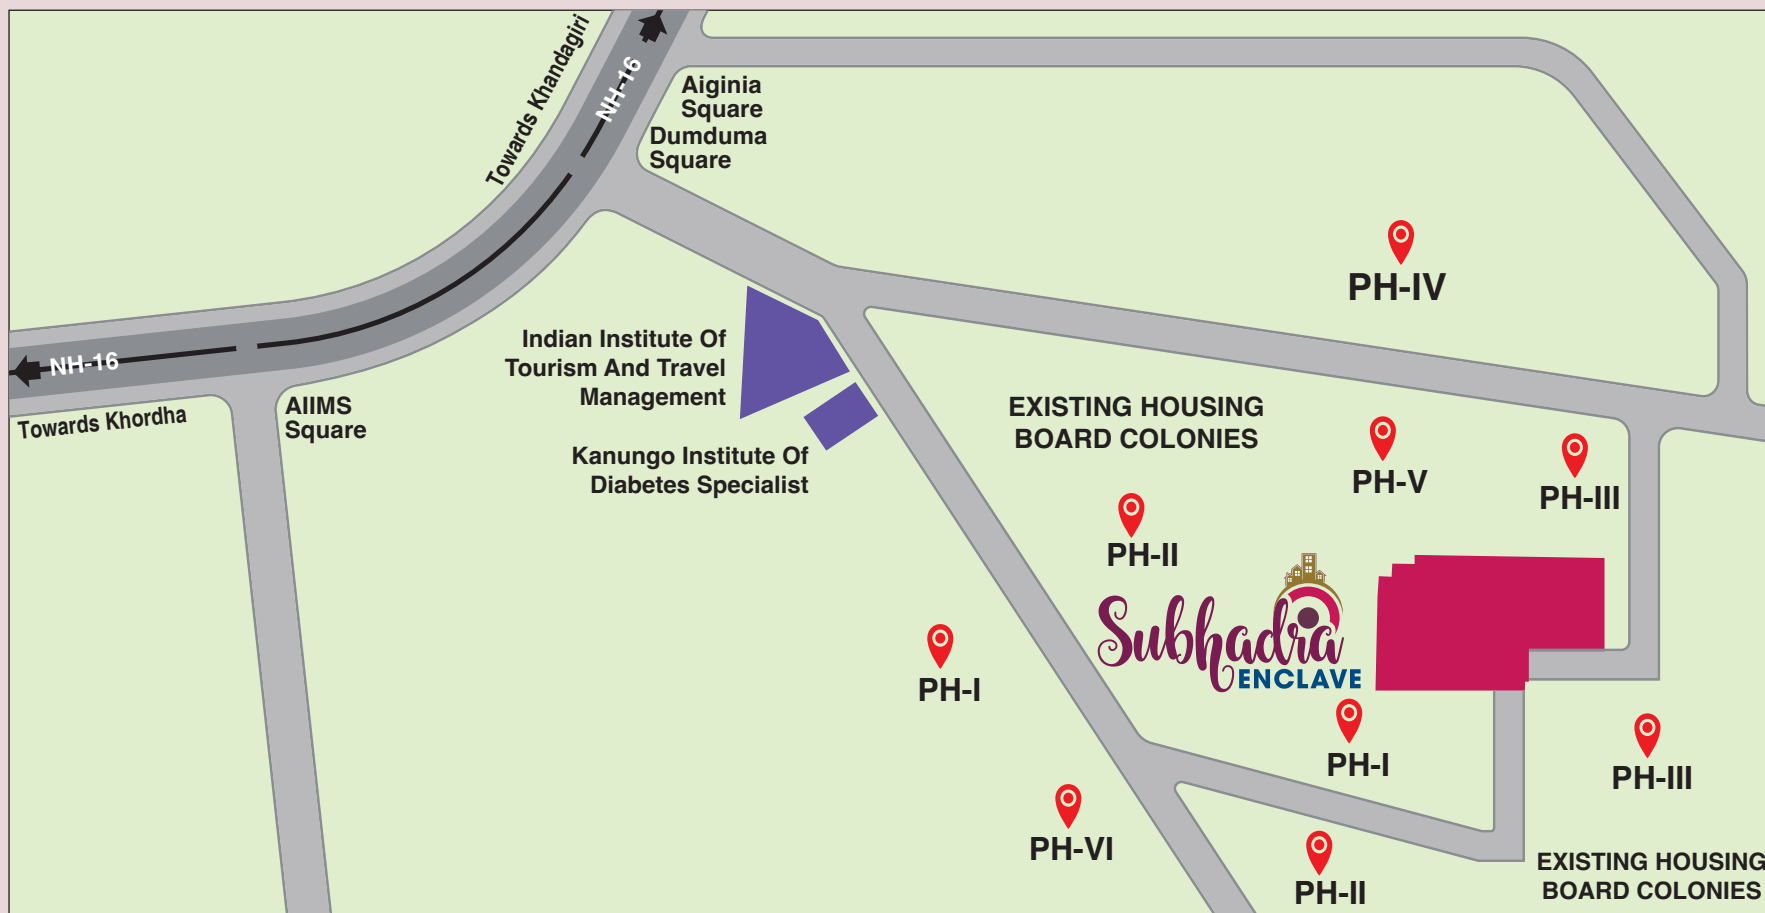 Towards Khandagiri
NH-16
Aiginia
Square
Dumduma
Square
PH-IV
Indian Institute Of
Tourism And Travel
Management
NH-16
Towards Khordha
AIIMS
Square
Kanungo Institute Of
Diabetes Specialist
EXISTING HOUSING
BOARD COLONIES
PH-V
PH-III
PH-II
Subhadra
ENCLAVE
PH-I
PH-I
PH-III
PH-VI
PH-II
EXISTING HOUSING
BOARD COLONIES